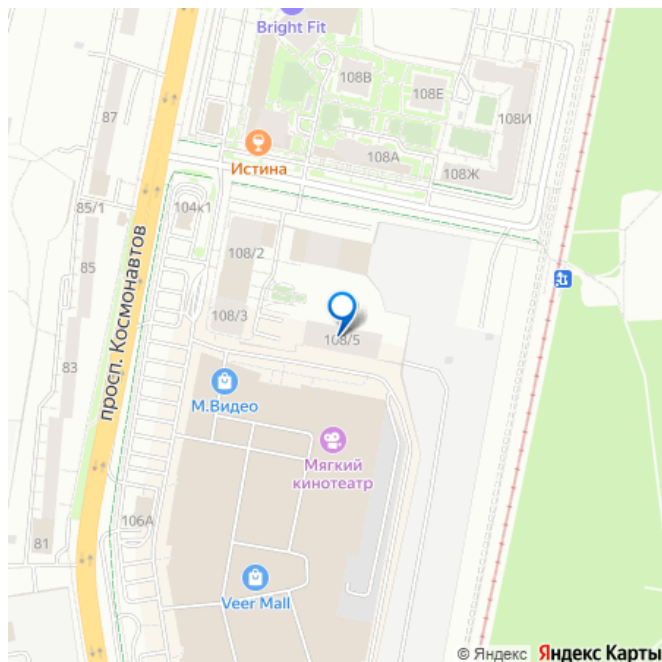 Bright Fit
108В
108Е
87
108И
Истина
108А
108Ж
85/1
104к1
просп. Космонавтов
108/2
85
108/3
108/5
83
М.Видео
Мягкий
кинотеатр
106А
81
Veer Mall
© Яндекс Яндекс Карты